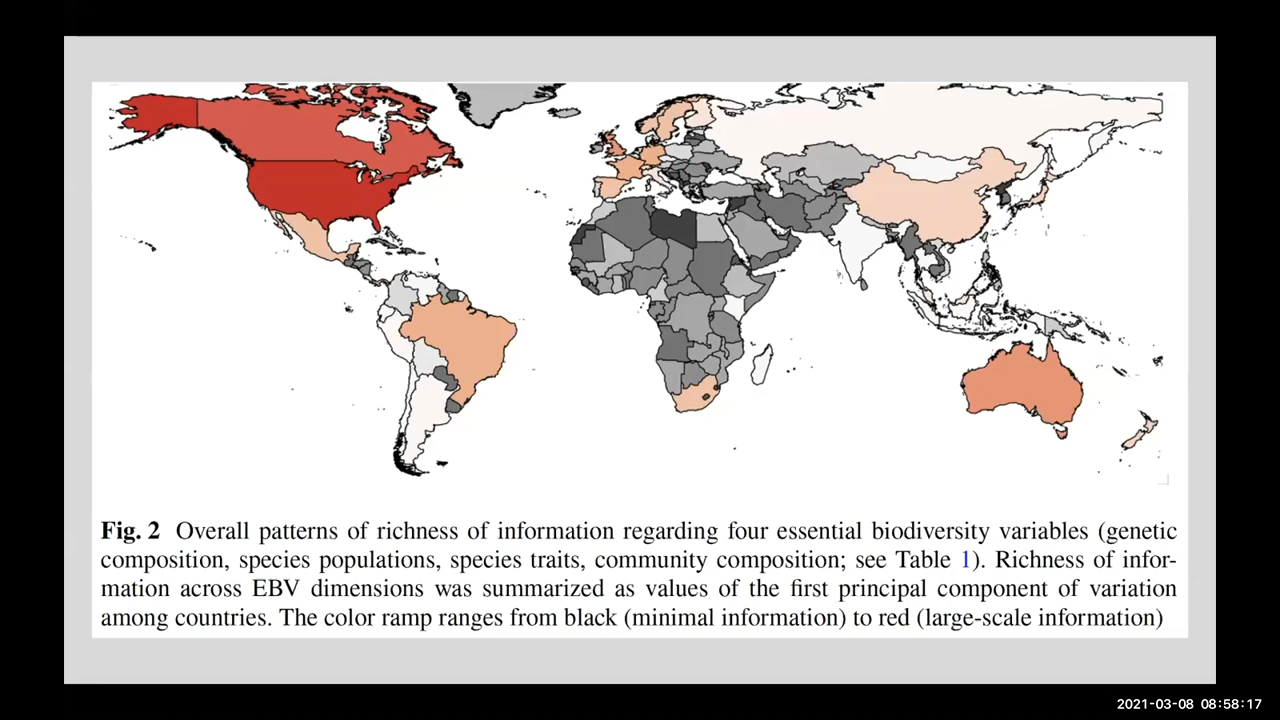 Fig. 2 Overall patterns of richness of information regarding four essential biodiversity variables (genetic
composition, species populations, species traits, community composition; see Table 1). Richness of infor-
mation across EBV dimensions was summarized as values of the first principal component of variation
among countries. The color ramp ranges from black (minimal information) to red (large-scale information)
2021-03-08 08:58:17